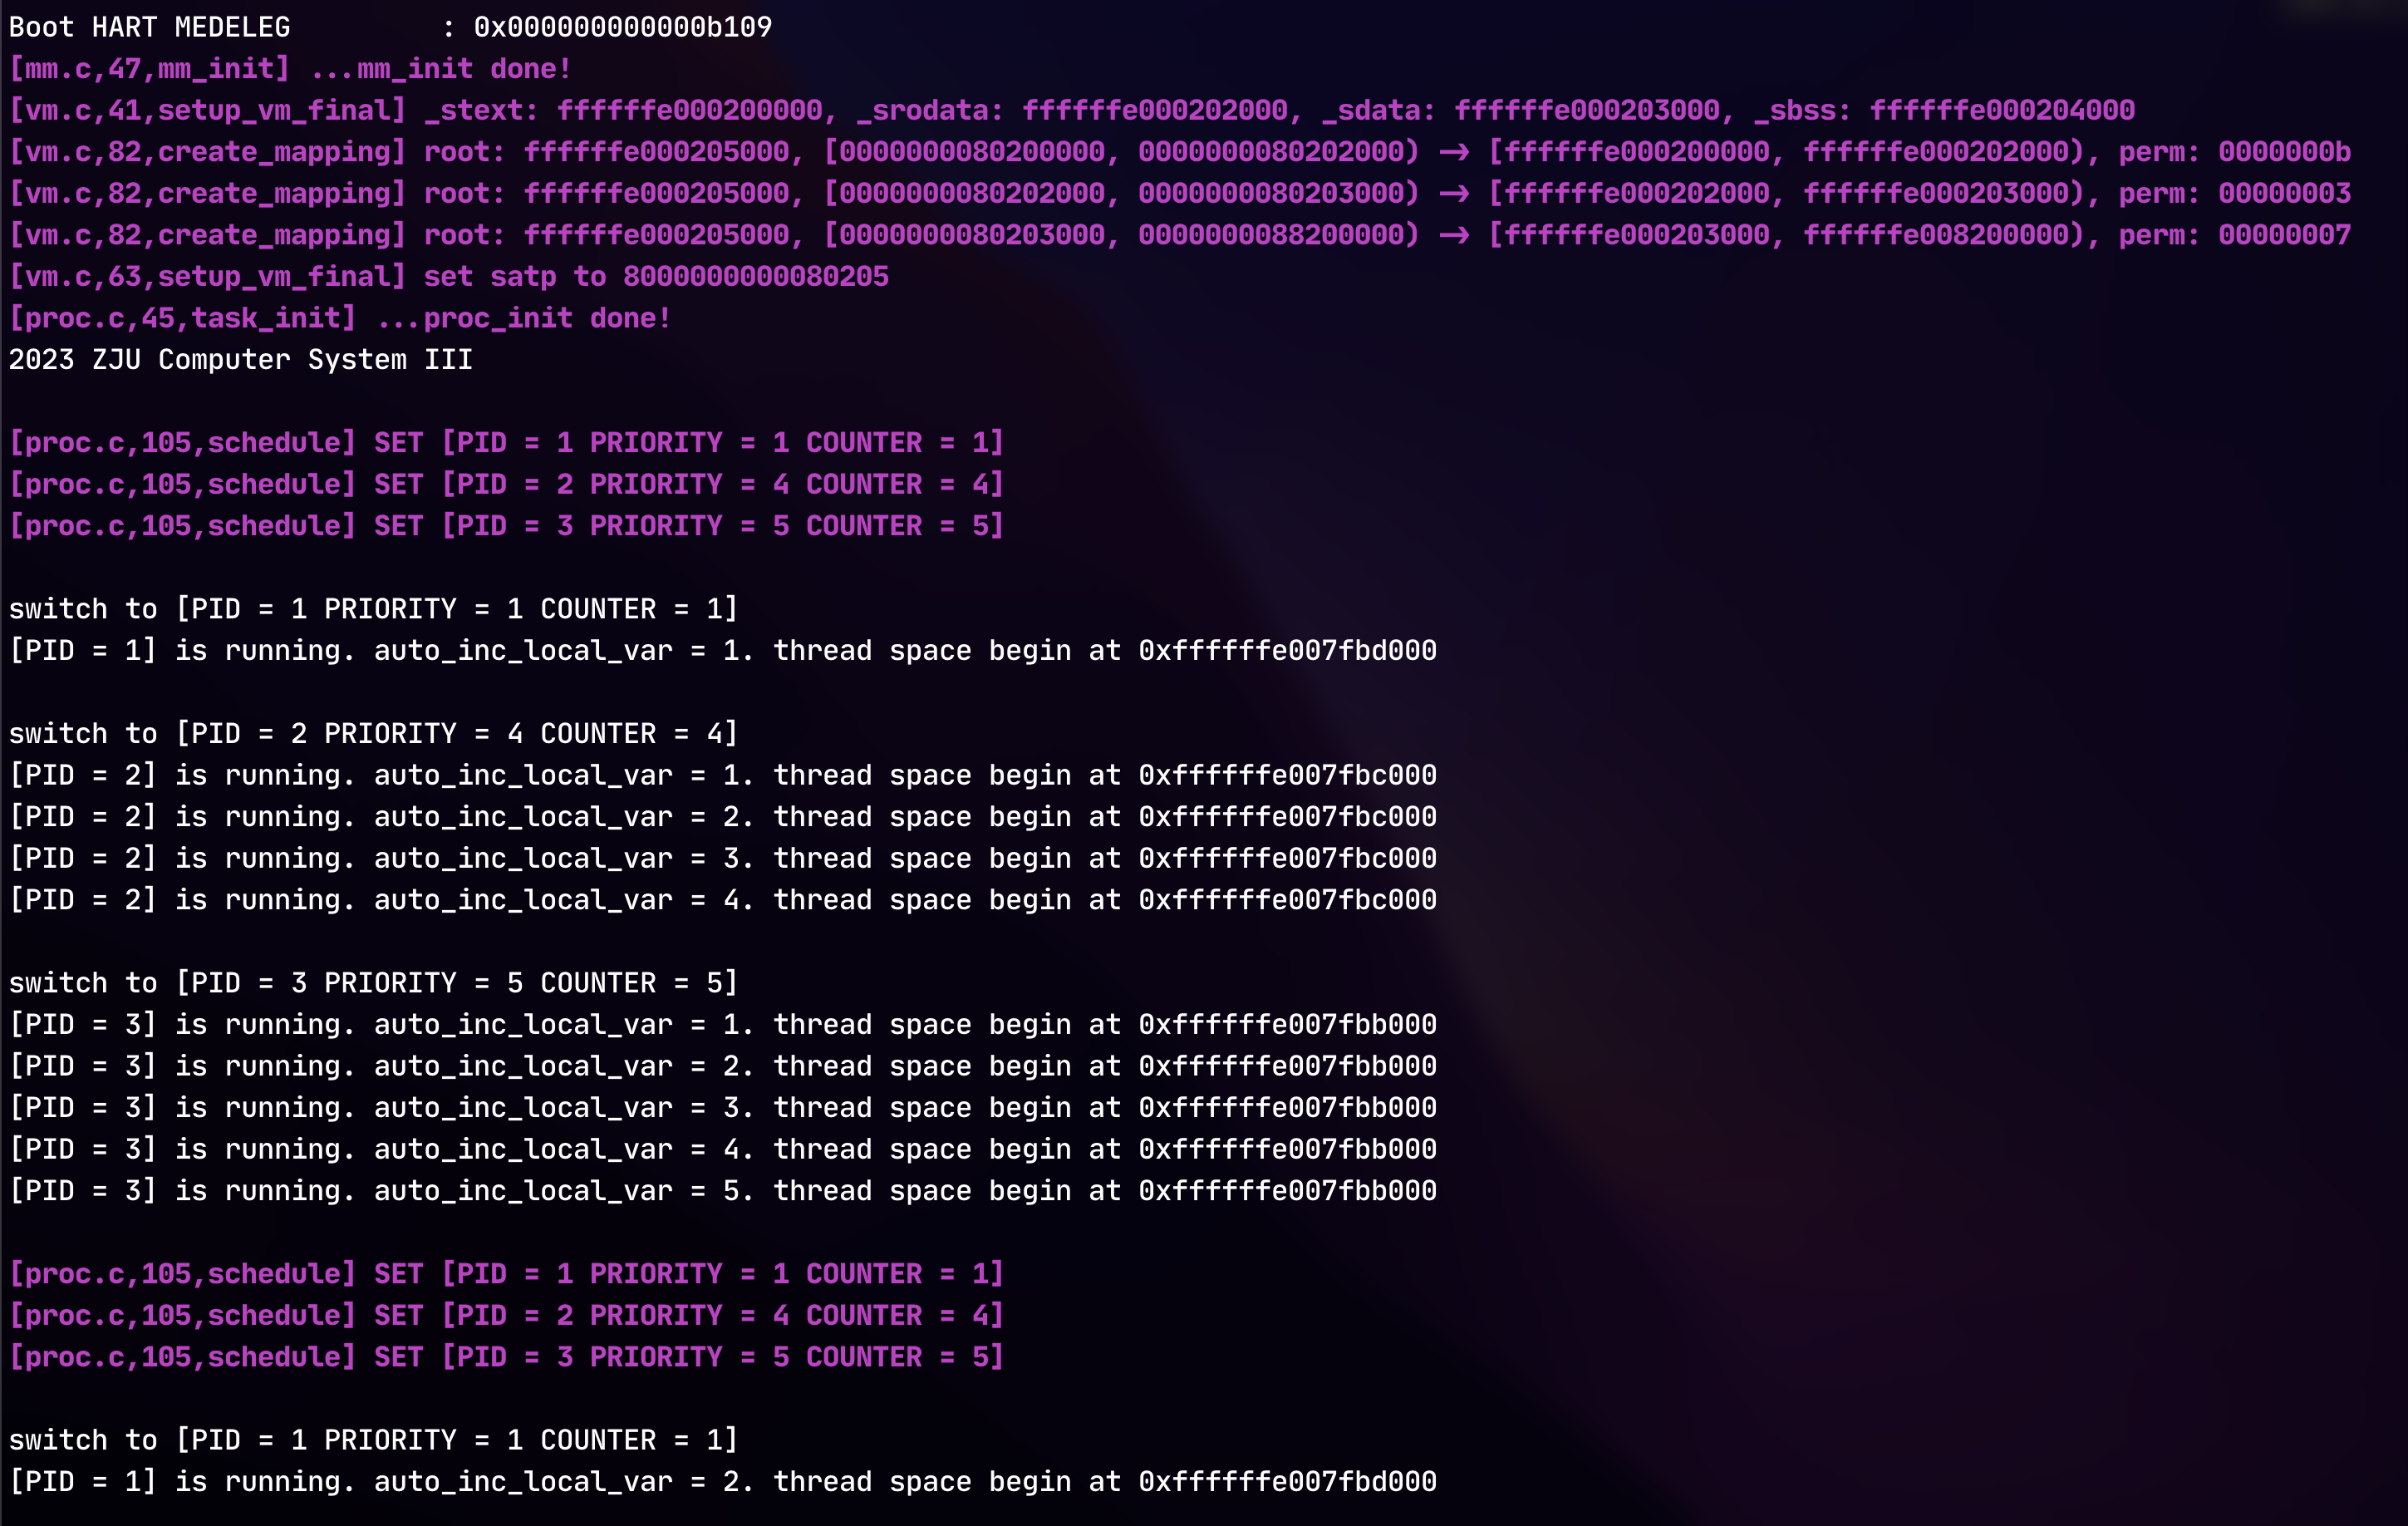 Boot HART MEDELEG         : 0x000000000000b109
[mm.c,47,mm_init] ...mm_init done!
[vm.c,41,setup_vm_final] _stext: ffffffe000200000, _srodata: ffffffe000202000, _sdata: ffffffe000203000, _sbss: ffffffe000204000
[vm.c,82,create_mapping] root: ffffffe000205000, [0000000080200000, 0000000080202000) -> [ffffffe000200000, ffffffe000202000), perm: 0000000b
[vm.c,82,create_mapping] root: ffffffe000205000, [0000000080202000, 0000000080203000) -> [ffffffe000202000, ffffffe000203000), perm: 00000003
[vm.c,82,create_mapping] root: ffffffe000205000, [0000000080203000, 0000000088200000) -> [ffffffe000203000, ffffffe008200000), perm: 00000007
[vm.c,63,setup_vm_final] set satp to 8000000000080205
[proc.c,45,task_init] ...proc_init done!
2023 ZJU Computer System III
[proc.c,105,schedule] SET [PID = 1 PRIORITY = 1 COUNTER = 1]
[proc.c,105,schedule] SET [PID = 2 PRIORITY = 4 COUNTER = 4]
[proc.c,105,schedule] SET [PID = 3 PRIORITY = 5 COUNTER = 5]
switch to [PID = 1 PRIORITY = 1 COUNTER = 1]
[PID = 1] is running. auto_inc_local_var = 1. thread space begin at 0xffffffe007fbd000
switch to [PID = 2 PRIORITY = 4 COUNTER = 4]
[PID = 2] is running. auto_inc_local_var = 1. thread space begin at 0xffffffe007fbc000
[PID = 2] is running. auto_inc_local_var = 2. thread space begin at 0xffffffe007fbc000
[PID = 2] is running. auto_inc_local_var = 3. thread space begin at 0xffffffe007fbc000
[PID = 2] is running. auto_inc_local_var = 4. thread space begin at 0xffffffe007fbc000
switch to [PID = 3 PRIORITY = 5 COUNTER = 5]
[PID = 3] is running. auto_inc_local_var = 1. thread space begin at 0xffffffe007fbb000
[PID = 3] is running. auto_inc_local_var = 2. thread space begin at 0xffffffe007fbb000
[PID = 3] is running. auto_inc_local_var = 3. thread space begin at 0xffffffe007fbb000
[PID = 3] is running. auto_inc_local_var = 4. thread space begin at 0xffffffe007fbb000
[PID = 3] is running. auto_inc_local_var = 5. thread space begin at 0xffffffe007fbb000
[proc.c,105,schedule] SET [PID = 1 PRIORITY = 1 COUNTER = 1]
[proc.c,105,schedule] SET [PID = 2 PRIORITY = 4 COUNTER = 4]
[proc.c,105,schedule] SET [PID = 3 PRIORITY = 5 COUNTER = 5]
switch to [PID = 1 PRIORITY = 1 COUNTER = 1]
[PID = 1] is running. auto_inc_local_var = 2. thread space begin at 0xffffffe007fbd000